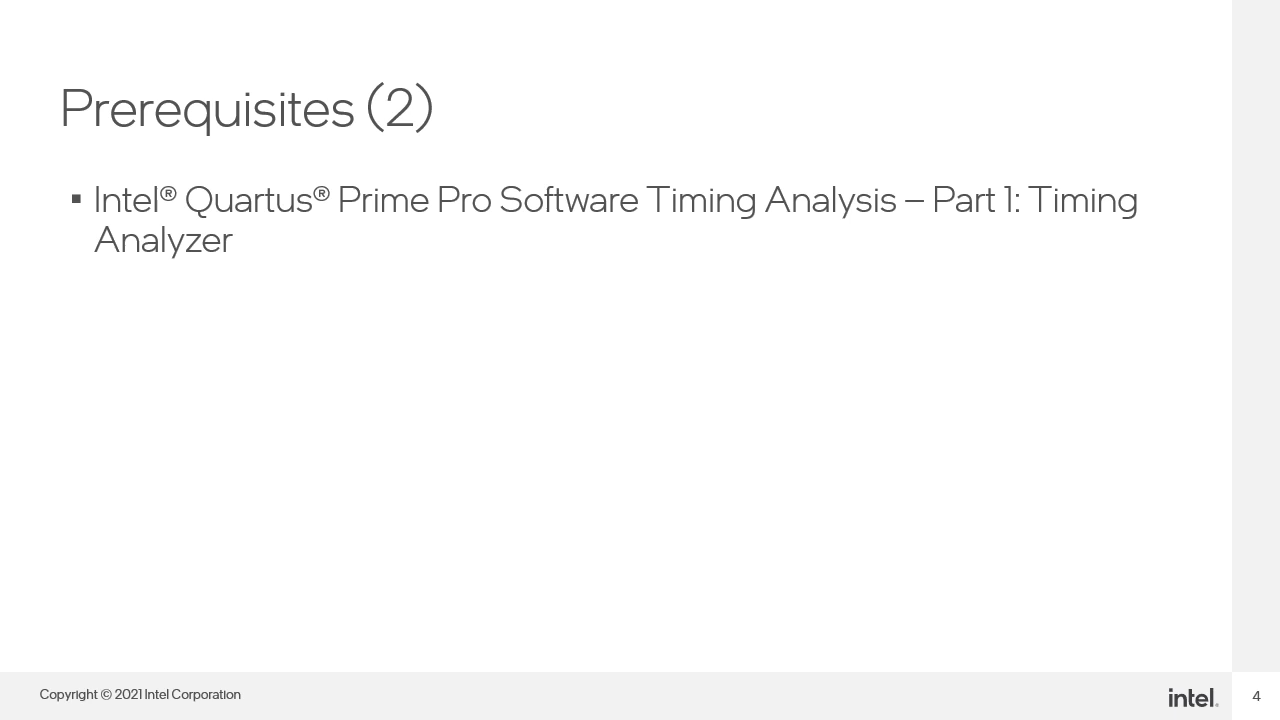 Prerequisites (2)
▪ Intel® Quartus® Prime Pro Software Timing Analysis – Part 1: Timing
Analyzer
Copyright © 2021 Intel Corporation
intel.
4